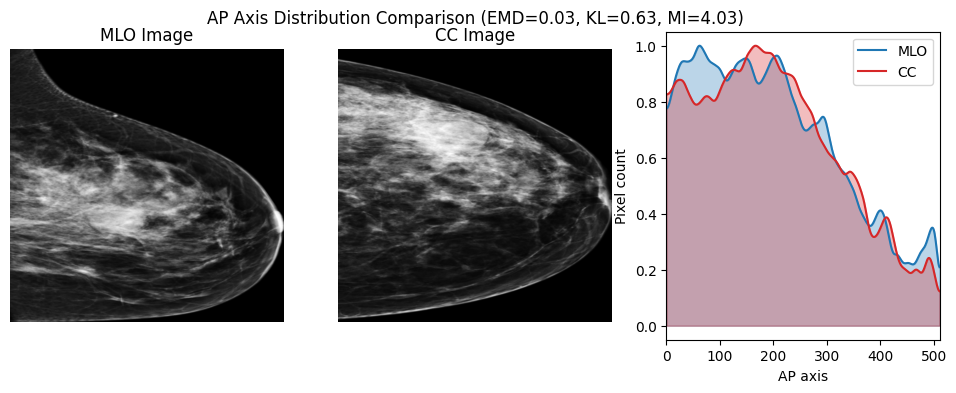 AP Axis Distribution Comparison (EMD=0.03, KL=0.63, MI=4.03)
MLO Image
CC Image
MLO
CC
1.0
0.8
0.6
0.4
0.2
0.0
Pixel count
0 100 200 300 400 500
AP axis